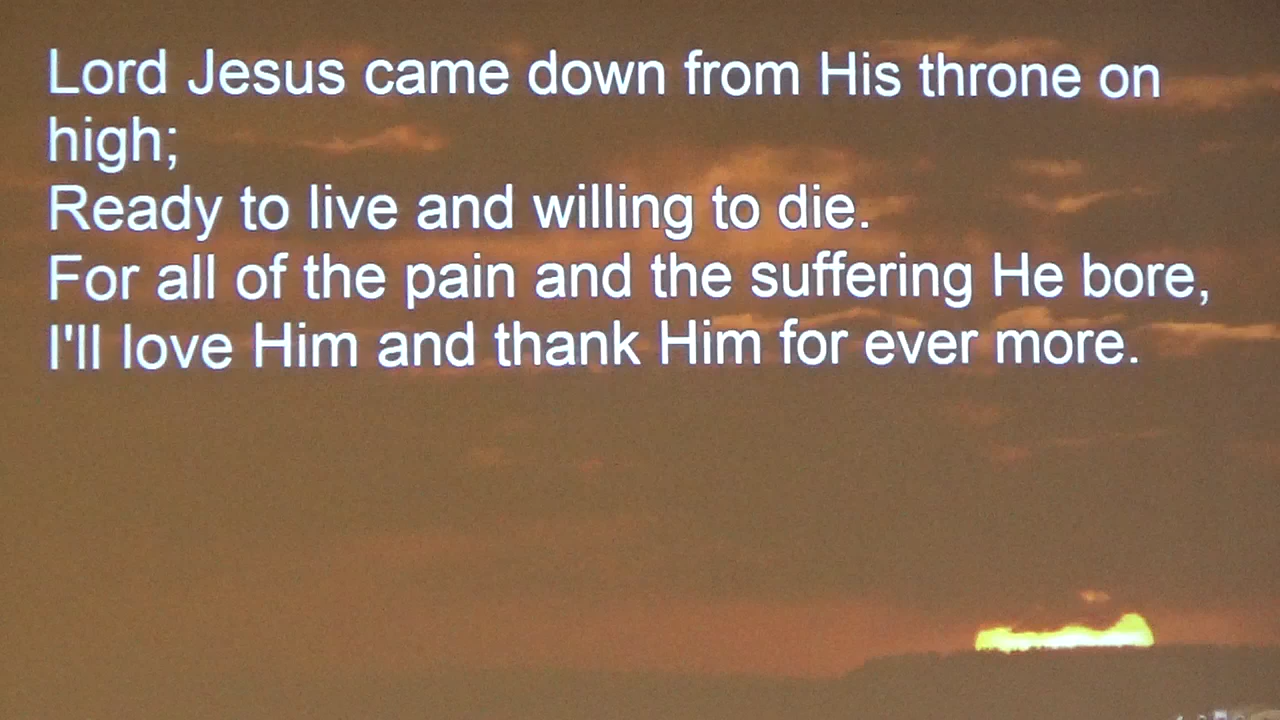 Lord Jesus came down from His throne on
high;
Ready to live and willing to die.
For all of the pain and the suffering He bore,
I'll love Him and thank Him for ever more.